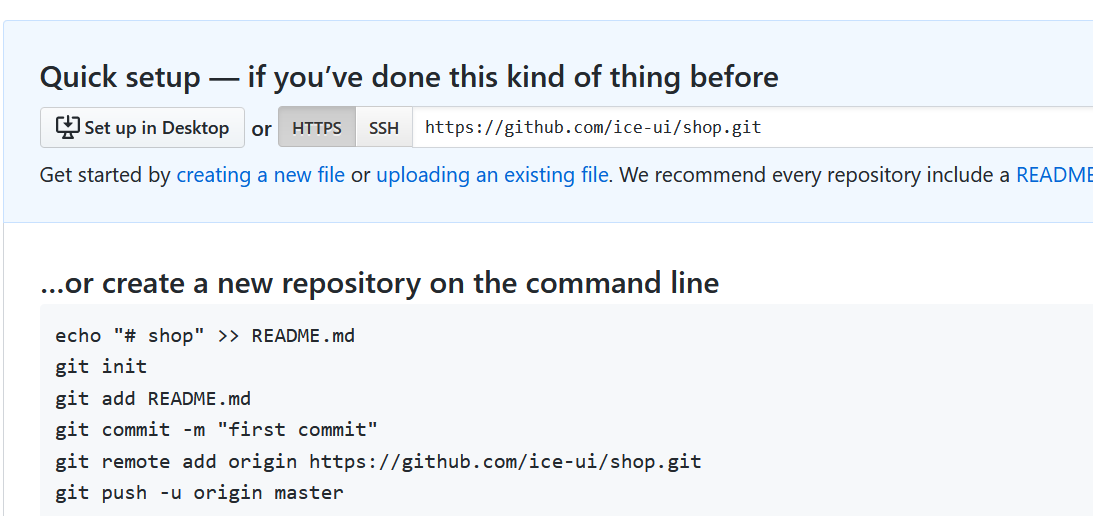 Quick setup — if you’ve done this kind of thing before
Set up in Desktop or HTTPS SSH https://github.com/ice-ui/shop.git
Get started by creating a new file or uploading an existing file. We recommend every repository include a README
...or create a new repository on the command line
echo "# shop" >> README.md
git init
git add README.md
git commit -m "first commit"
git remote add origin https://github.com/ice-ui/shop.git
git push -u origin master